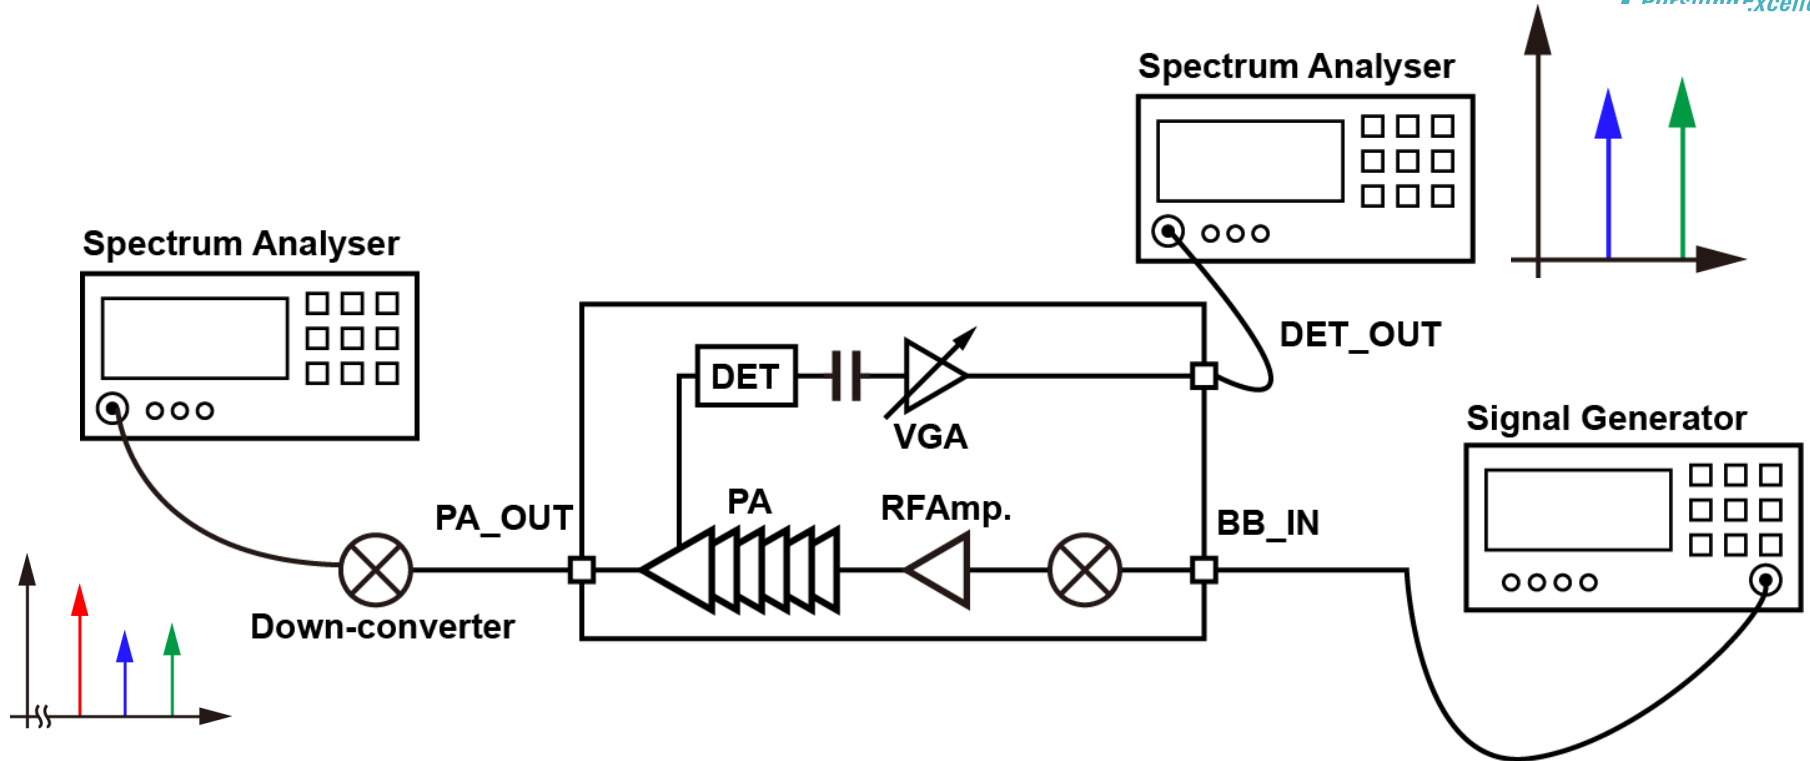 Spectrum Analyser
Spectrum Analyser
DET_OUT
DET
VGA
Signal Generator
PA_OUT
PA
RFAmp.
BB_IN
Down-converter